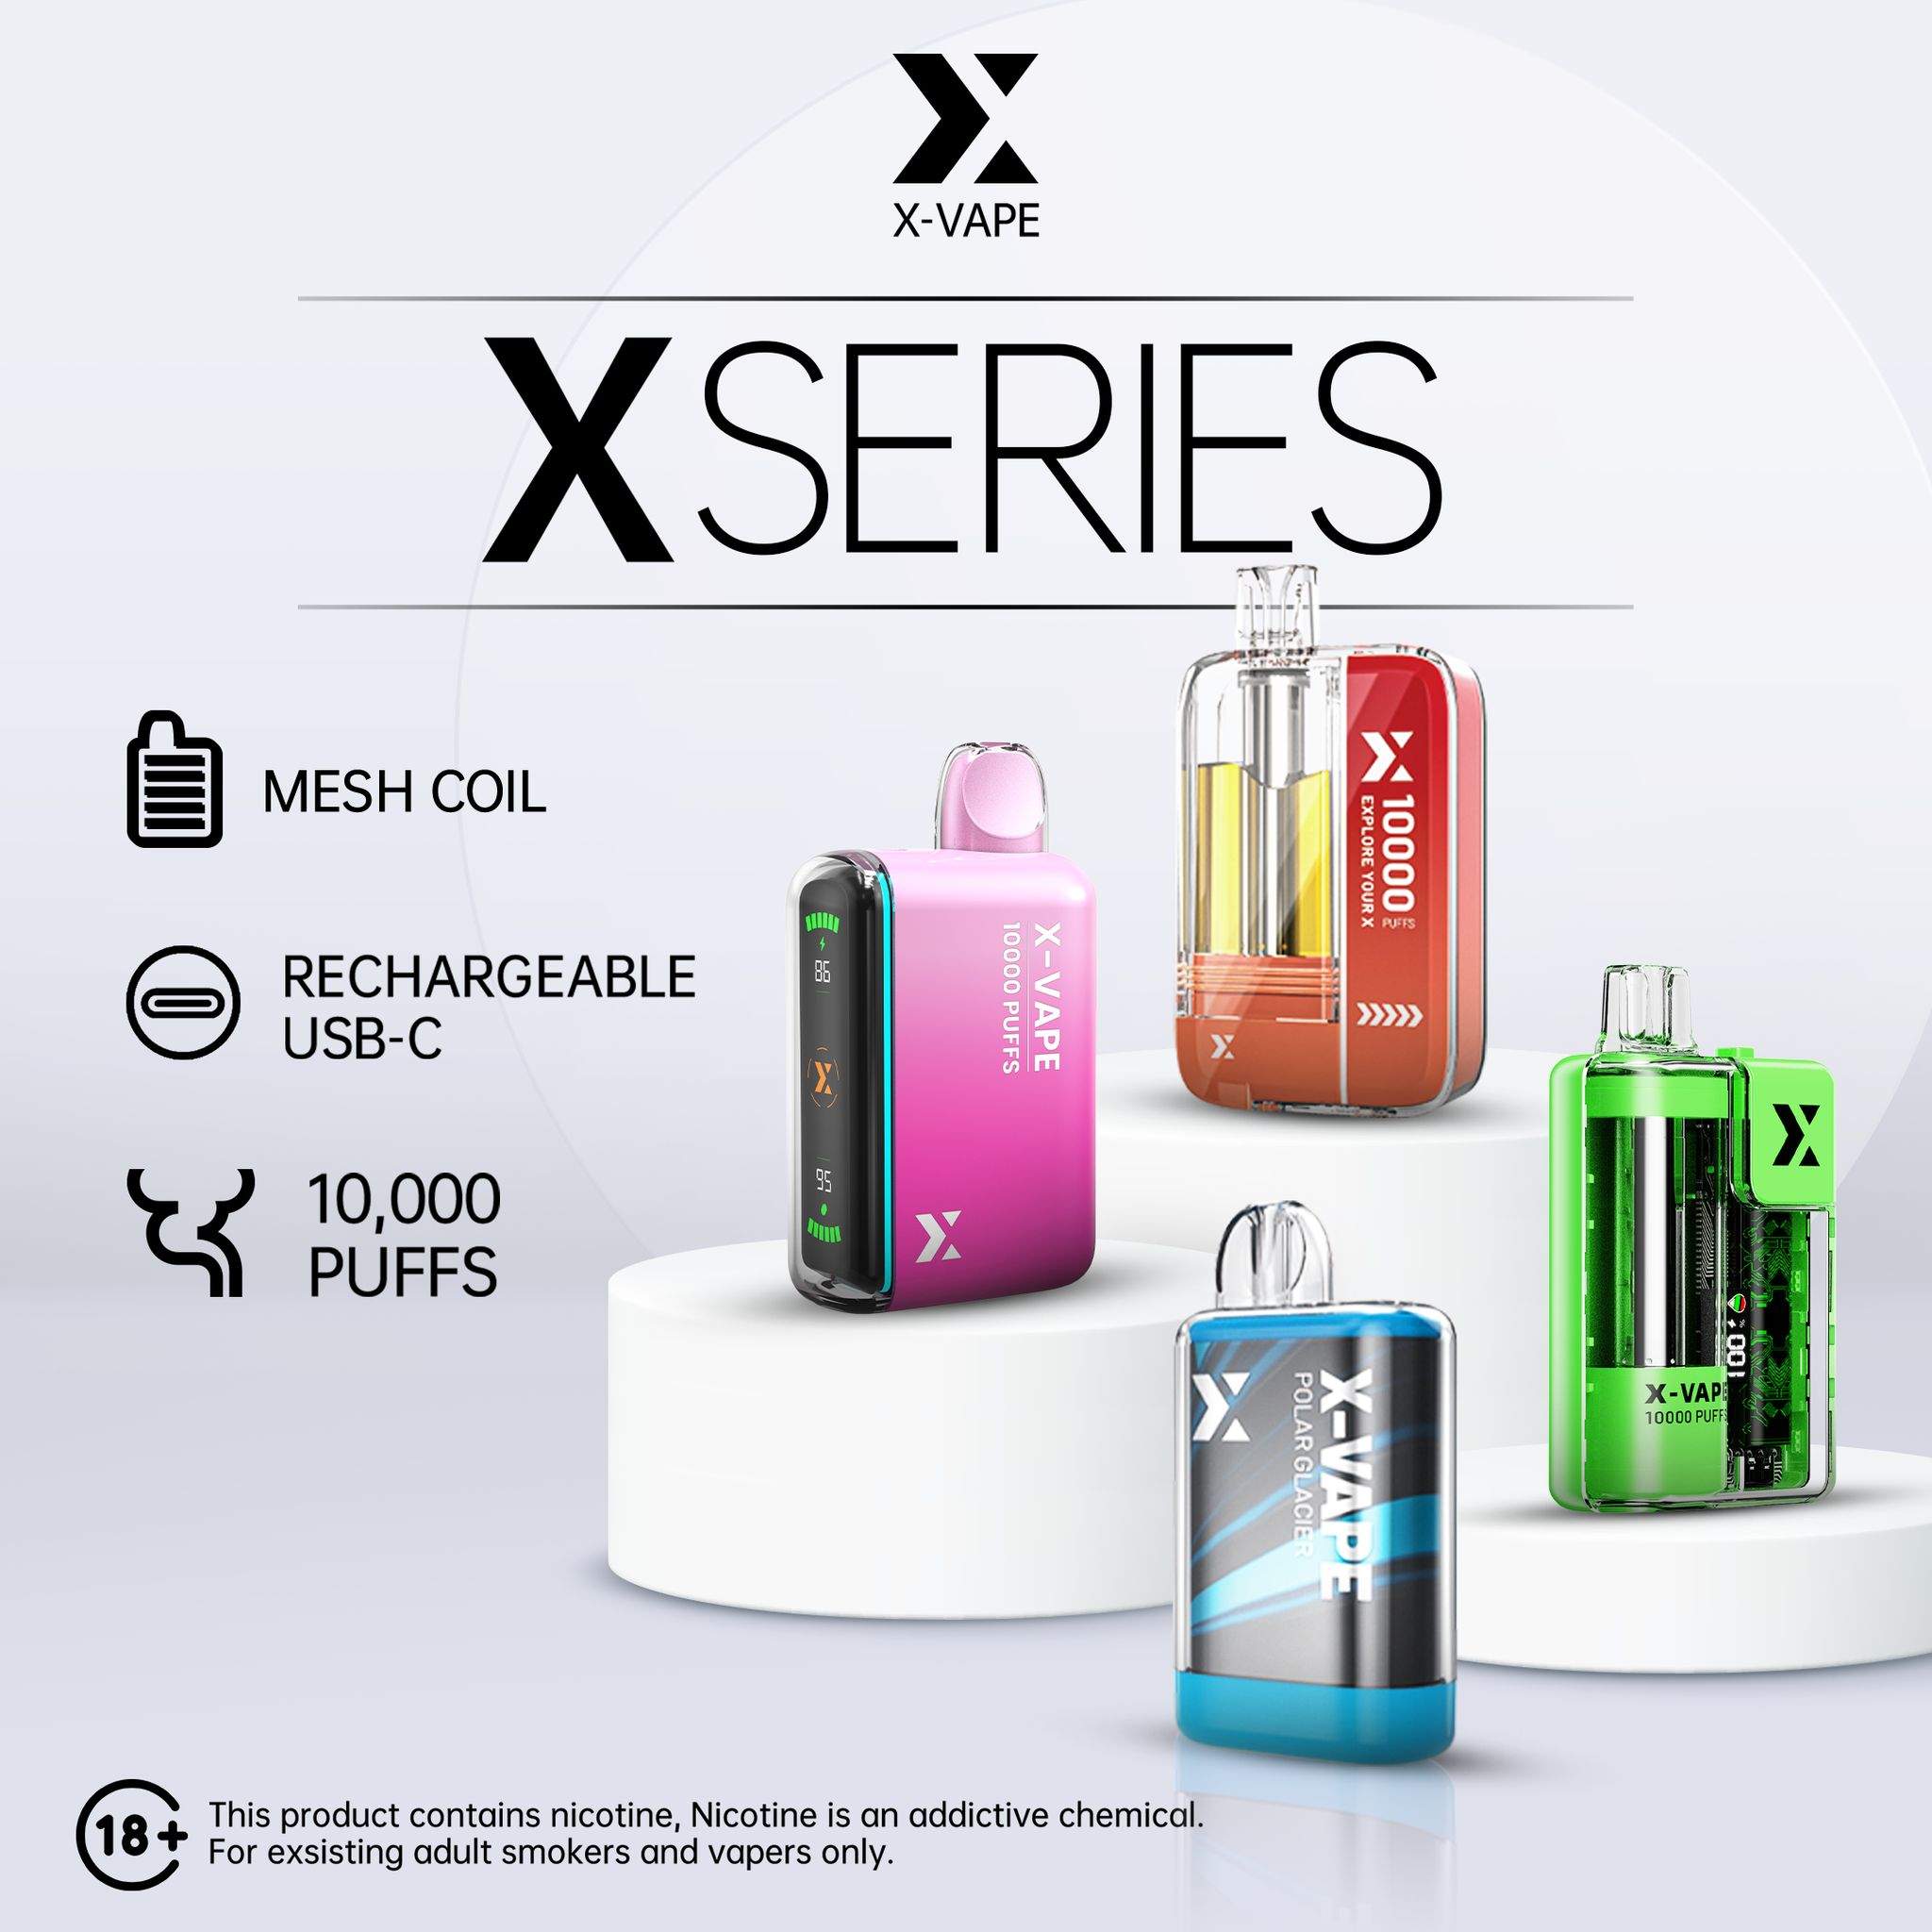 X-VAPE
X SERIES
MESH COIL
RECHARGEABLE
USB-C
10,000
PUFFS
86
95
X-VAPE
10000 PUFFS
10000 PUFFS
EXPLORE YOUR X
X-VAPE
POLAR GLACIER
100%
X-VAPE
10000 PUFFS
18+
This product contains nicotine, Nicotine is an addictive chemical.
For exsisting adult smokers and vapers only.